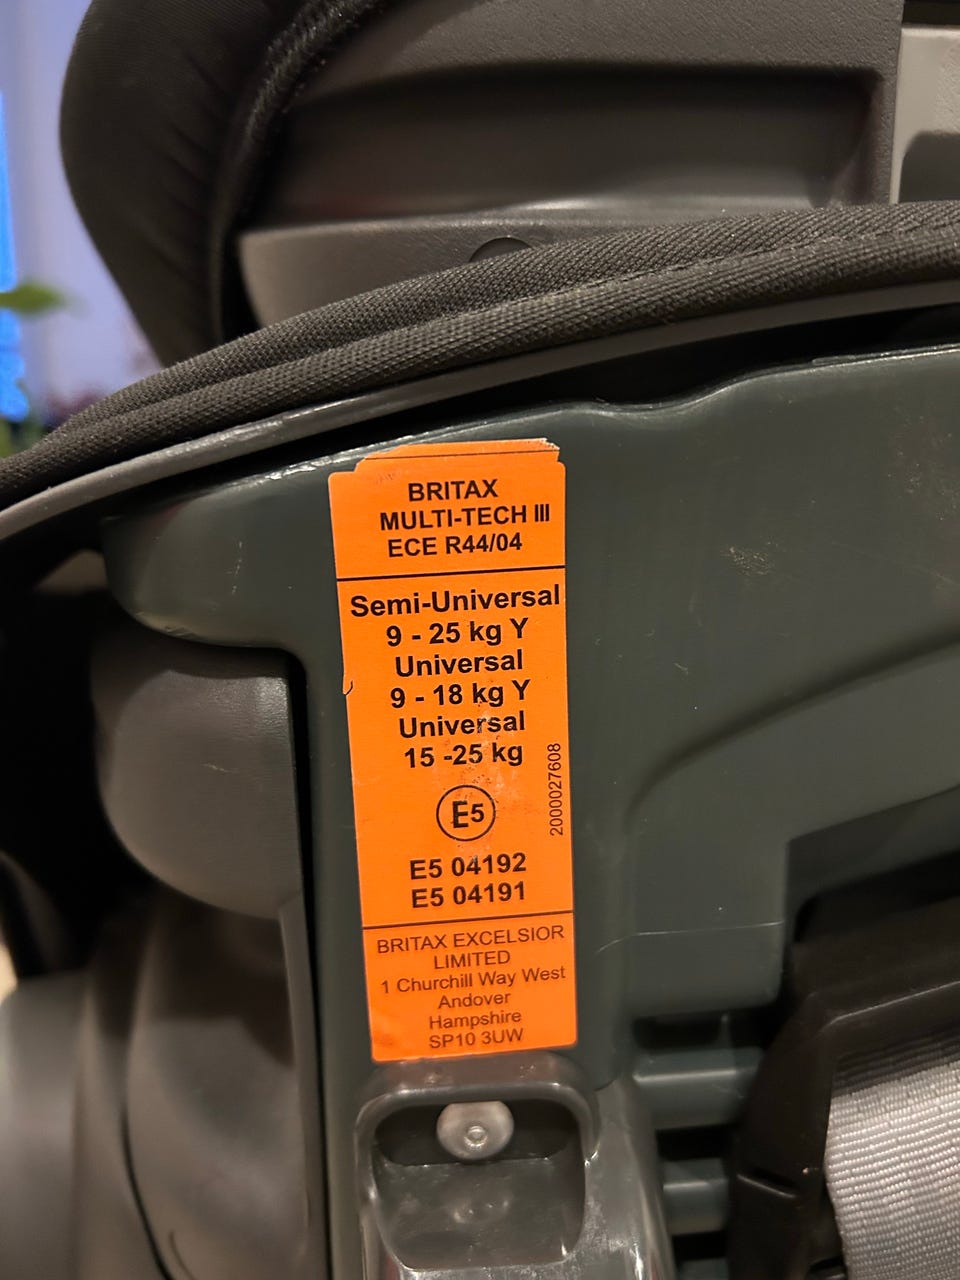 BRITAX
MULTI-TECH III
ECE R44/04
Semi-Universal
9 - 25 kg Y
Universal
9 - 18 kg Y
Universal
15 -25 kg
E5
2000027608
E5 04192
E5 04191
BRITAX EXCELSIOR
LIMITED
1 Churchill Way West
Andover
Hampshire
SP10 3UW